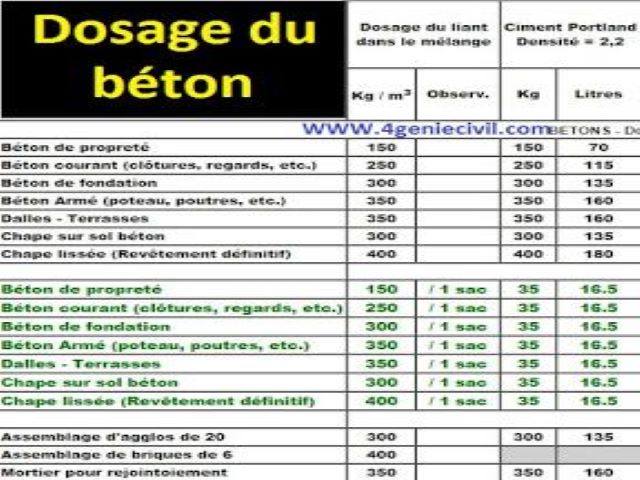 Dosage du
béton
Dosage du liant
dans le mélange
Ciment Portland
Densité = 2,2
Kg / m³ Observ. Kg Litres
WWW.4geniecivil.com BETONS - Do
Béton de propreté 150 150 70
Béton courant (clôtures, regards, etc.) 250 250 115
Béton de fondation 300 300 135
Béton Armé (poteau, poutres, etc.) 350 350 160
Dalles - Terrasses 350 350 160
Chape sur sol béton 300 300 135
Chape lissée (Revêtement définitif) 400 400 180
Béton de propreté 150 / 1 sac 35 16.5
Béton courant (clôtures, regards, etc.) 250 / 1 sac 35 16.5
Béton de fondation 300 / 1 sac 35 16.5
Béton Armé (poteau, poutres, etc.) 350 / 1 sac 35 16.5
Dalles - Terrasses 350 / 1 sac 35 16.5
Chape sur sol béton 300 / 1 sac 35 16.5
Chape lissée (Revêtement définitif) 400 / 1 sac 35 16.5
Assemblage d'agglos de 20 300 300 135
Assemblage de briques de 6 400
Mortier pour rejointoiement 350 350 160